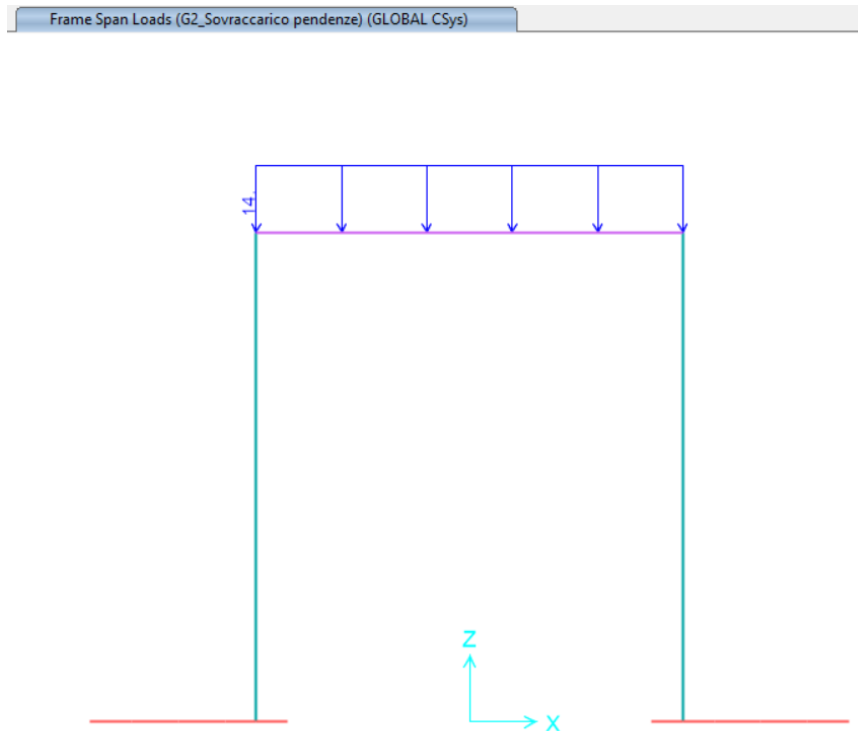 Frame Span Loads (G2_Sovraccarico pendenze) (GLOBAL CSys)
14.
Z
X